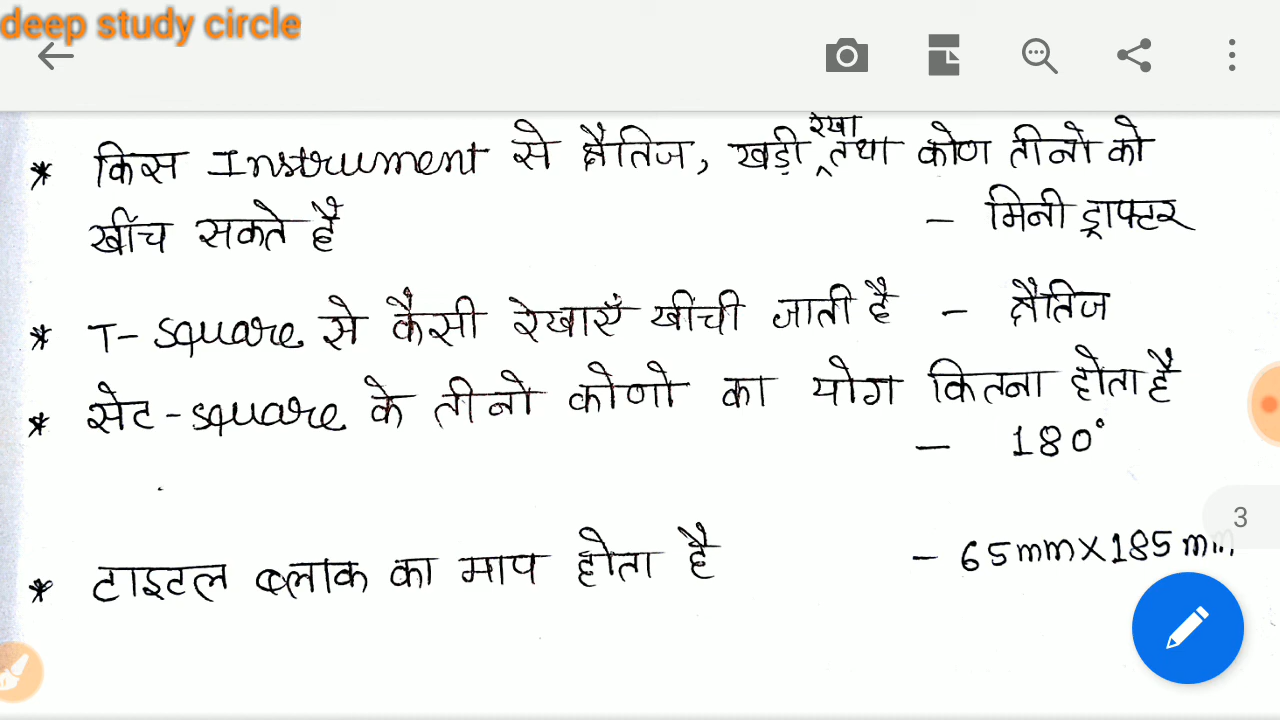 deep study circle
* किस Instrument से क्षैतिज, खड़ी रेखा तथा कोण तीनो को
खींच सकते है - मिनी ड्राफ्टर
* T-square से कैसी रेखाएँ खींची जाती है - क्षैतिज
* सेट-square के तीनो कोणो का योग कितना होता है
- 180°
3
* टाइटल ब्लाक का माप होता है - 65mm×185mm